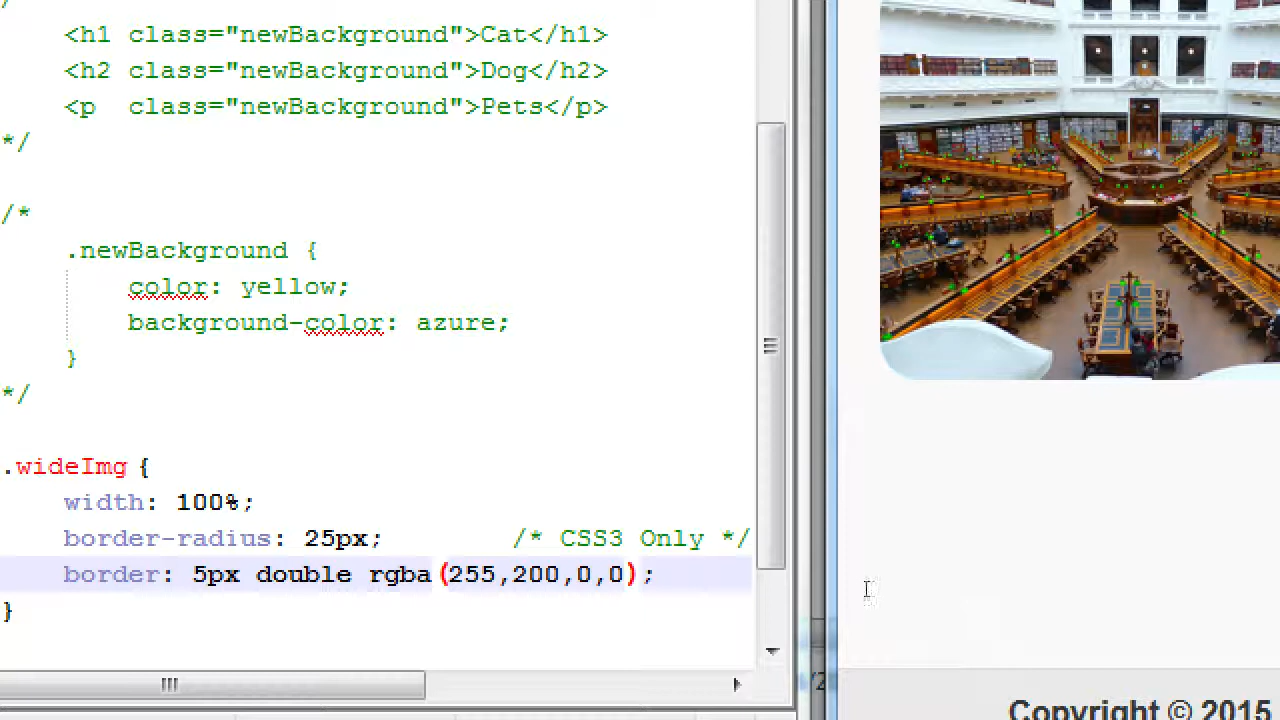 <h1 class="newBackground">Cat</h1>
<h2 class="newBackground">Dog</h2>
<p  class="newBackground">Pets</p>
*/
/*
.newBackground {
color: yellow;
background-color: azure;
}
*/
.wideImg {
width: 100%;
border-radius: 25px; /* CSS3 Only */
border: 5px double rgba(255,200,0,0);
}
Copyright © 2015